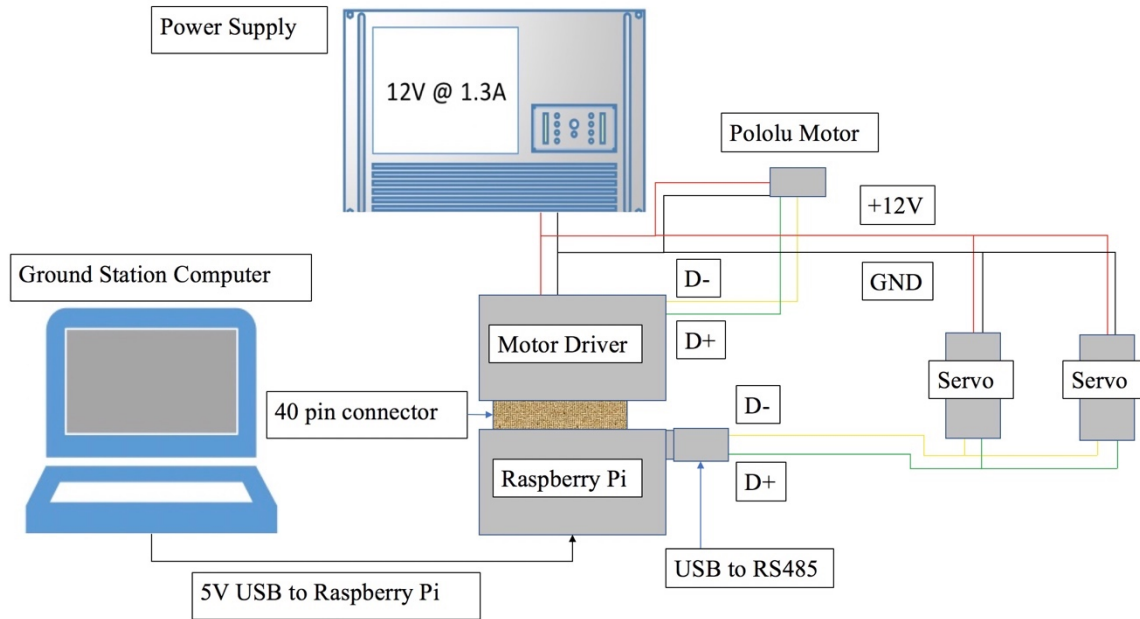 Power Supply
12V @ 1.3A
Pololu Motor
+12V
Ground Station Computer
D-
GND
D+
Motor Driver
Servo
Servo
40 pin connector
D-
Raspberry Pi
D+
USB to RS485
5V USB to Raspberry Pi